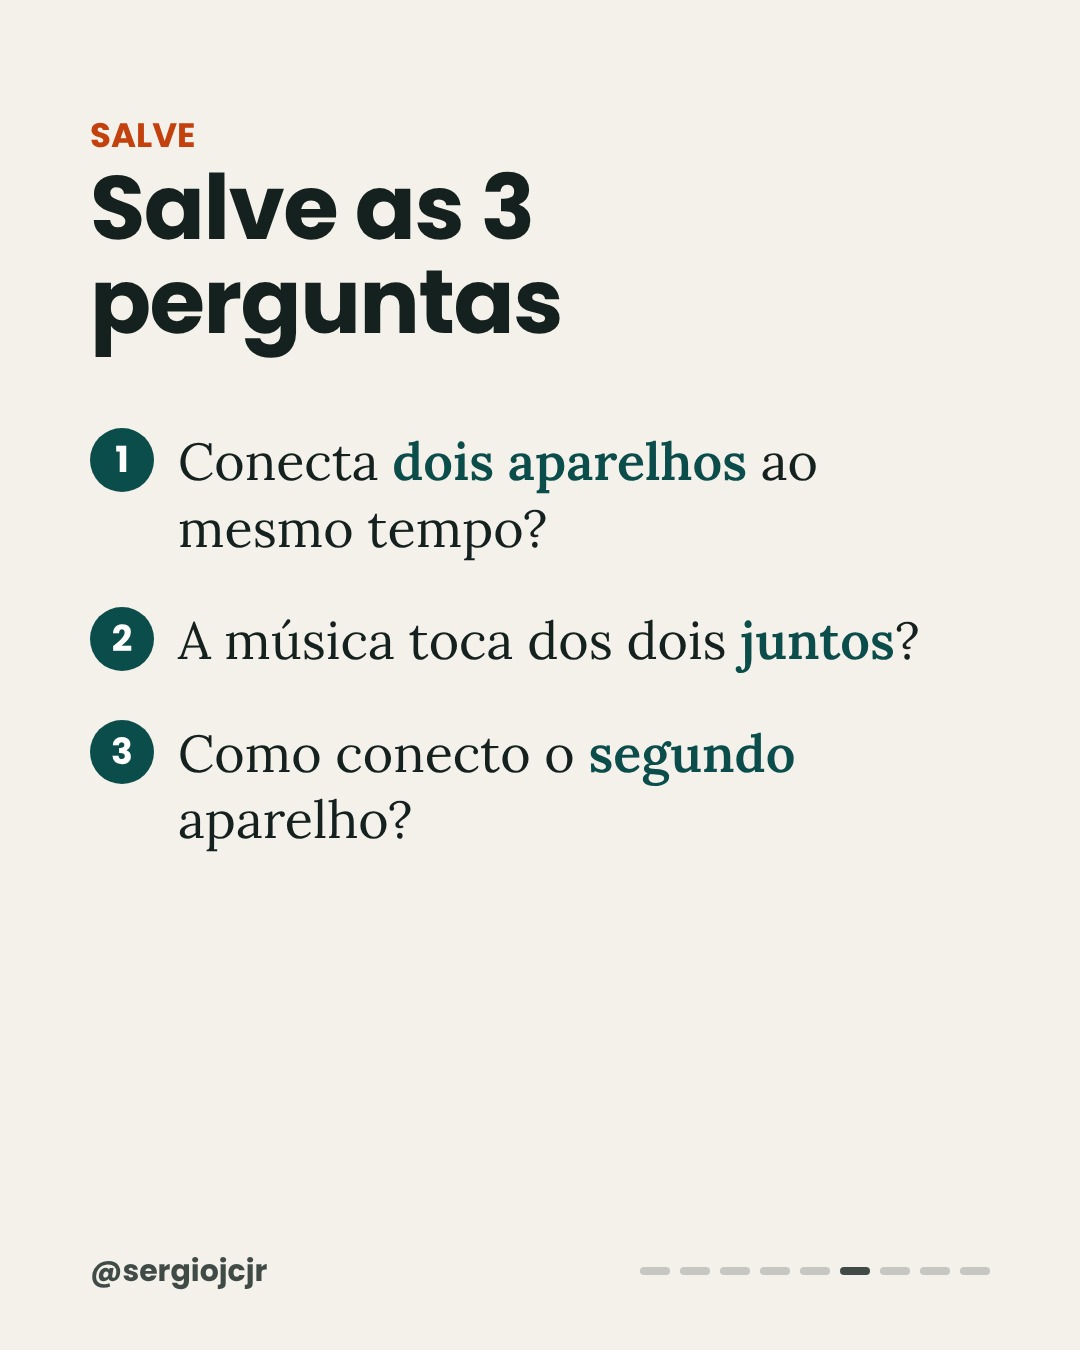 SALVE
Salve as 3
perguntas
1 Conecta dois aparelhos ao
mesmo tempo?
2 A música toca dos dois juntos?
3 Como conecto o segundo
aparelho?
@sergiojcjr